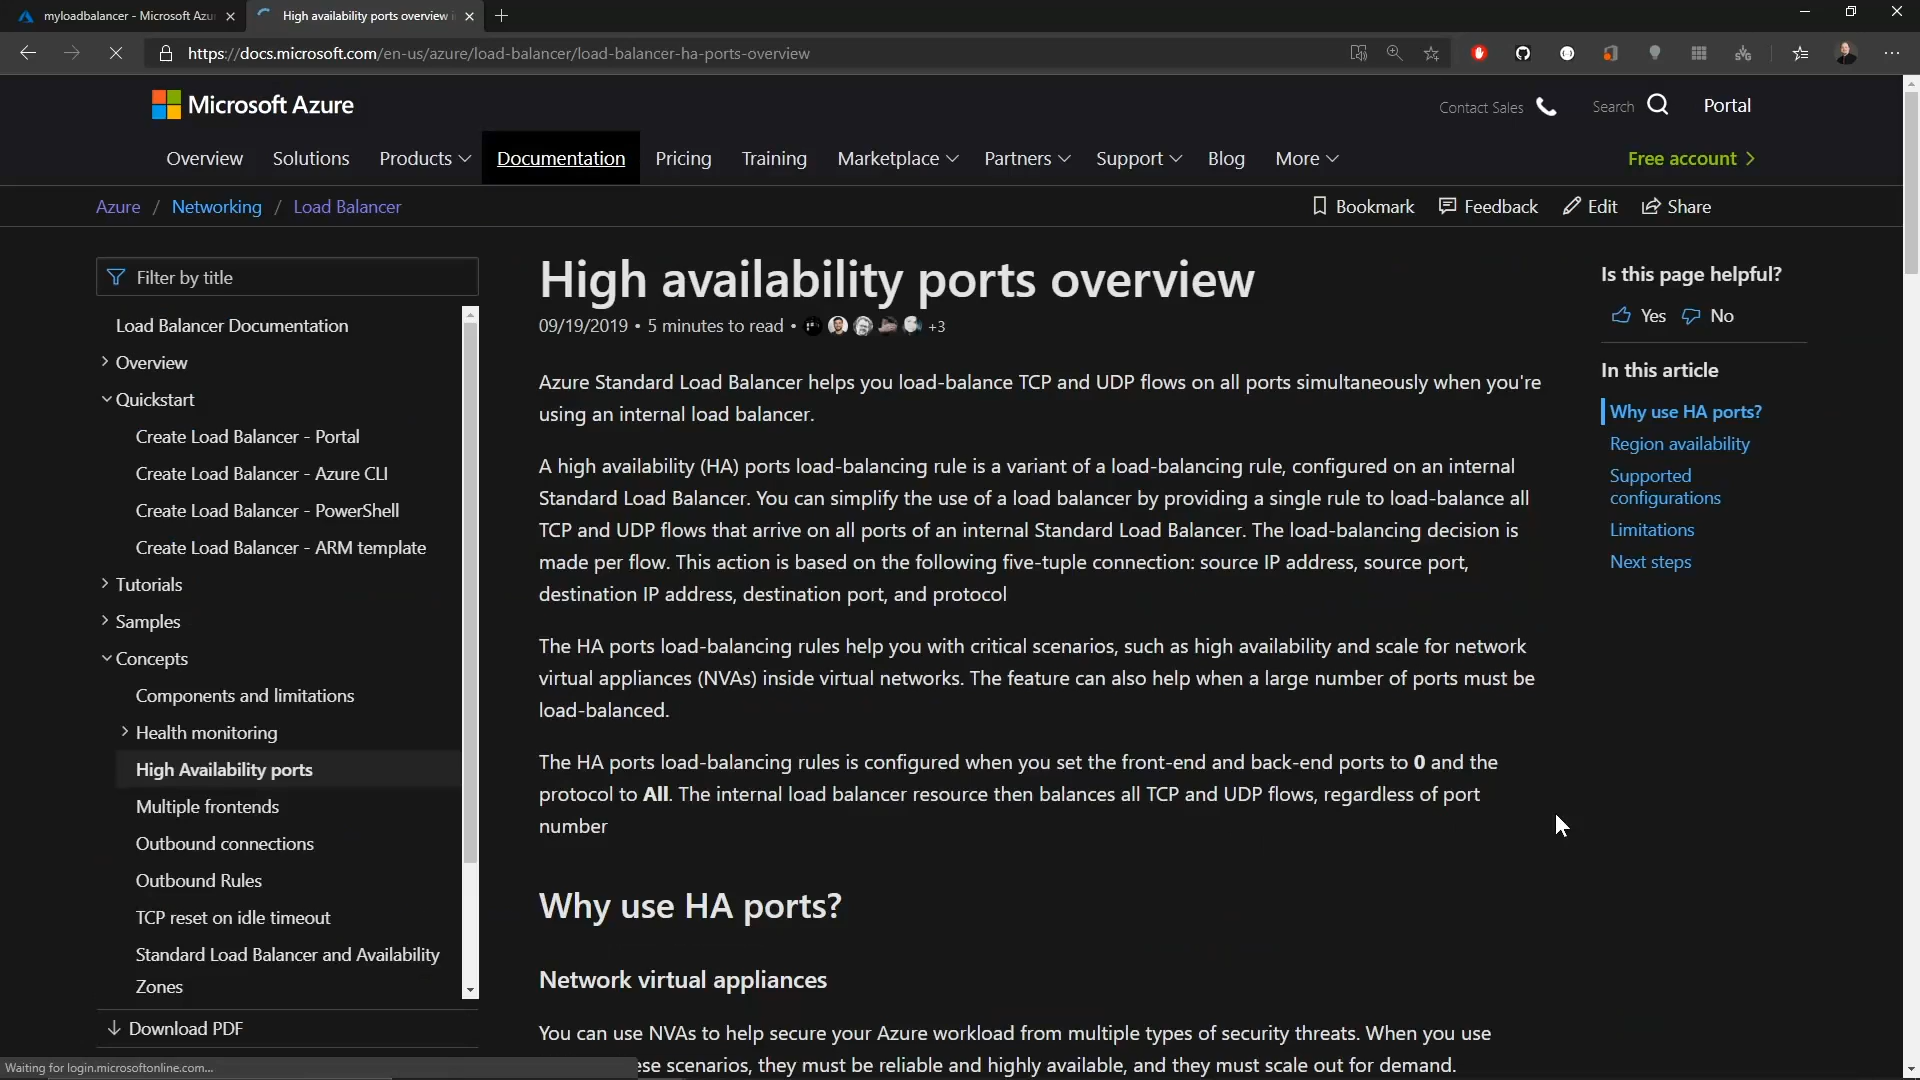 myloadbalancer - Microsoft Azu
High availability ports overview
https://docs.microsoft.com/en-us/azure/load-balancer/load-balancer-ha-ports-overview
Microsoft Azure
Contact Sales
Search
Portal
Overview Solutions Products Documentation Pricing Training Marketplace Partners Support Blog More Free account
Azure / Networking / Load Balancer
Bookmark Feedback Edit Share
Filter by title
Load Balancer Documentation
Overview
Quickstart
Create Load Balancer - Portal
Create Load Balancer - Azure CLI
Create Load Balancer - PowerShell
Create Load Balancer - ARM template
Tutorials
Samples
Concepts
Components and limitations
Health monitoring
High Availability ports
Multiple frontends
Outbound connections
Outbound Rules
TCP reset on idle timeout
Standard Load Balancer and Availability
Zones
Download PDF
Waiting for login.microsoftonline.com...
High availability ports overview
09/19/2019 • 5 minutes to read • +3
Azure Standard Load Balancer helps you load-balance TCP and UDP flows on all ports simultaneously when you're
using an internal load balancer.
A high availability (HA) ports load-balancing rule is a variant of a load-balancing rule, configured on an internal
Standard Load Balancer. You can simplify the use of a load balancer by providing a single rule to load-balance all
TCP and UDP flows that arrive on all ports of an internal Standard Load Balancer. The load-balancing decision is
made per flow. This action is based on the following five-tuple connection: source IP address, source port,
destination IP address, destination port, and protocol
The HA ports load-balancing rules help you with critical scenarios, such as high availability and scale for network
virtual appliances (NVAs) inside virtual networks. The feature can also help when a large number of ports must be
load-balanced.
The HA ports load-balancing rules is configured when you set the front-end and back-end ports to 0 and the
protocol to All. The internal load balancer resource then balances all TCP and UDP flows, regardless of port
number
Why use HA ports?
Network virtual appliances
You can use NVAs to help secure your Azure workload from multiple types of security threats. When you use
ese scenarios, they must be reliable and highly available, and they must scale out for demand.
Is this page helpful?
Yes No
In this article
Why use HA ports?
Region availability
Supported
configurations
Limitations
Next steps